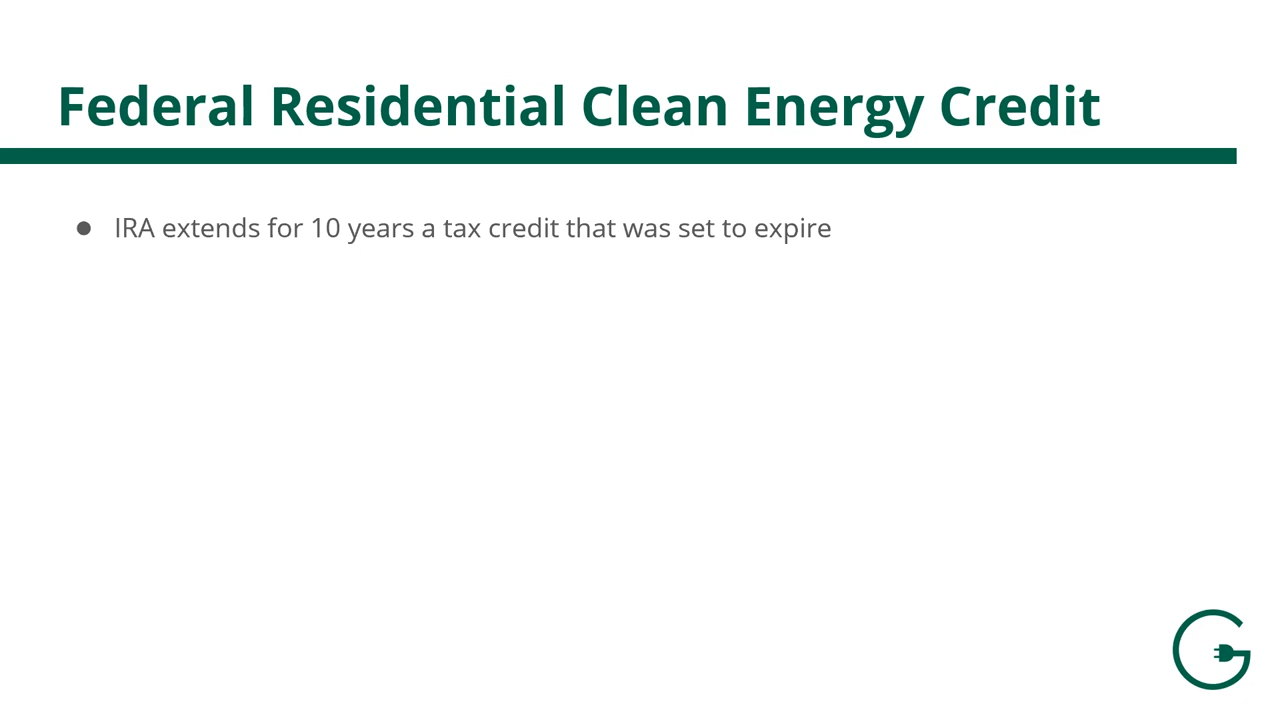 Federal Residential Clean Energy Credit
● IRA extends for 10 years a tax credit that was set to expire